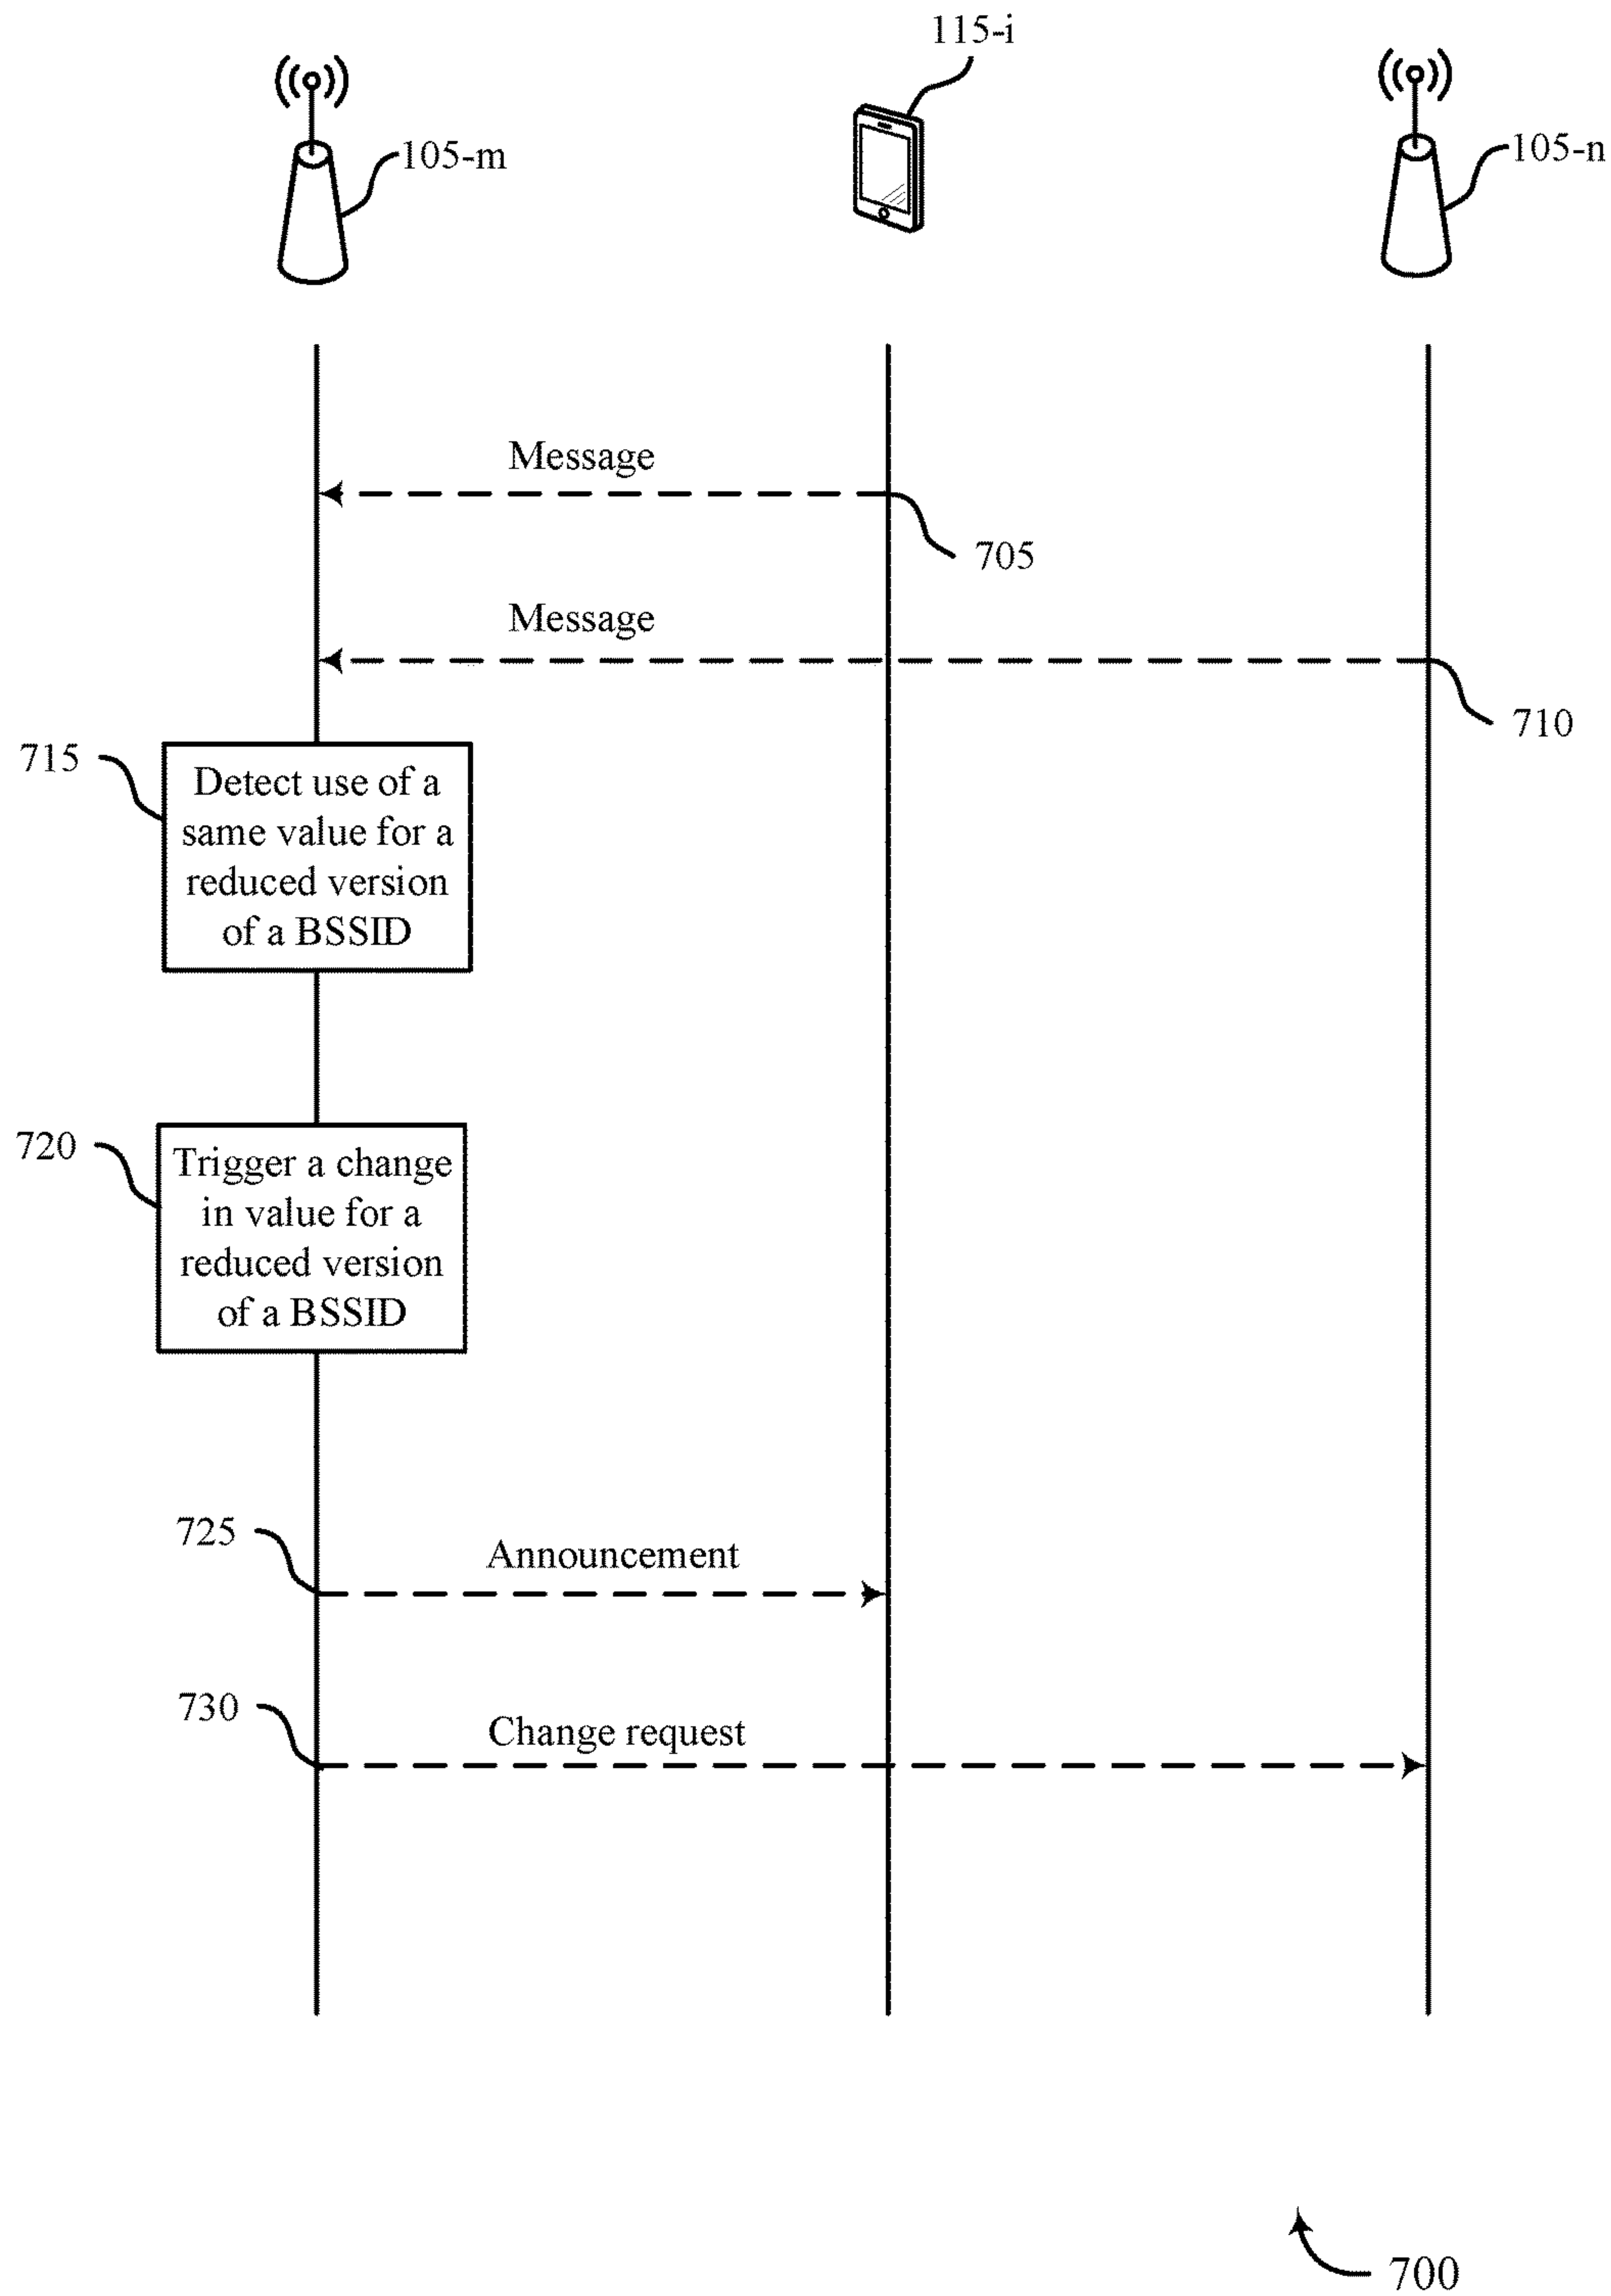 115-i
105-m
105-n
Message
705
Message
710
715
Detect use of a
same value for a
reduced version
of a BSSID
720
Trigger a change
in value for a
reduced version
of a BSSID
725
Announcement
730
Change request
700